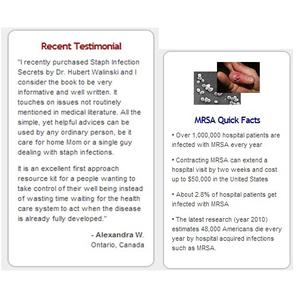 Recent Testimonial
"I recently purchased Staph Infection
Secrets by Dr. Hubert Walinski and I
consider the book to be very
informative and well written. It
touches on issues not routinely
mentioned in medical literature. All the
simple, yet helpful advices can be
used by any ordinary person, be it
care for home Mom or a single guy
dealing with staph infections.
It is an excellent first approach
resource kit for a people wanting to
take control of their well being instead
of wasting time waiting for the health
care system to act when the disease
is already fully developed."
- Alexandra W.
Ontario, Canada
MRSA Quick Facts
• Over 1,000,000 hospital patients are
infected with MRSA every year
• Contracting MRSA can extend a
hospital visit by two weeks and cost
up to $50,000 in the United States
• About 2.8% of hospital patients get
infected with MRSA
• The latest research (year 2010)
estimates 48,000 Americans die every
year by hospital acquired infections
such as MRSA.